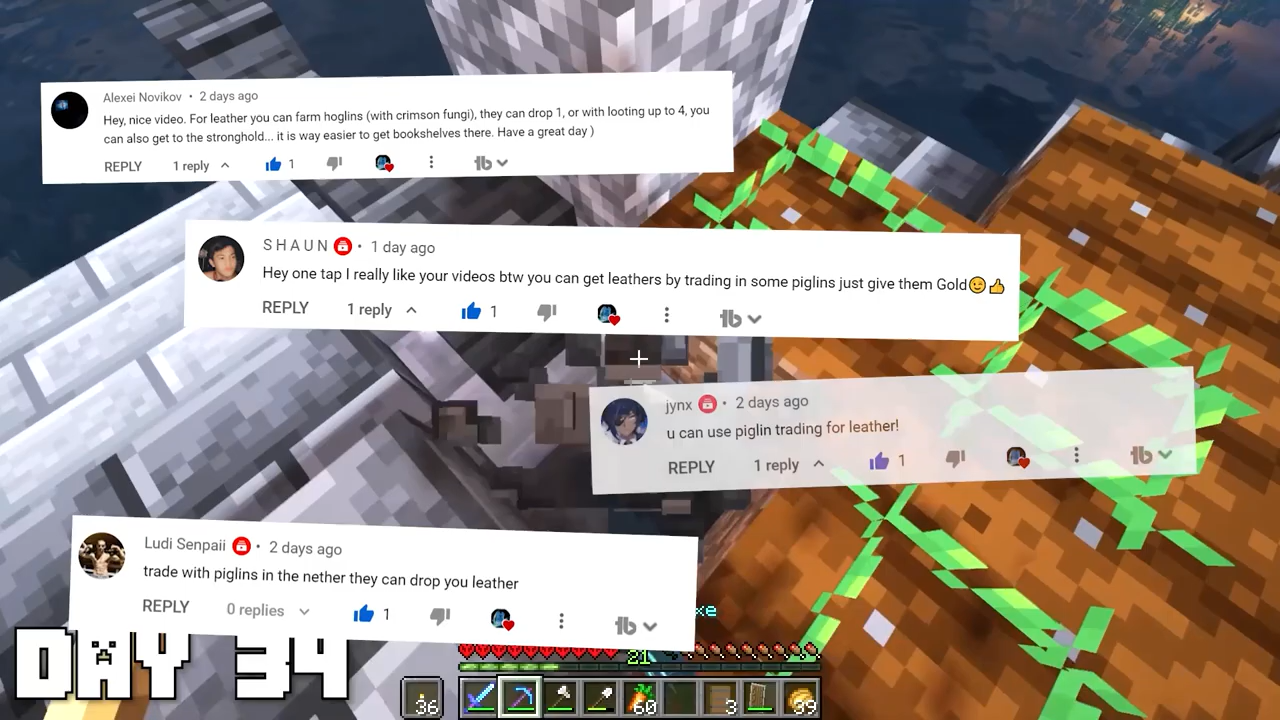 Alexei Novikov • 2 days ago
Hey, nice video. For leather you can farm hoglins (with crimson fungi), they can drop 1, or with looting up to 4, you
can also get to the stronghold... it is way easier to get bookshelves there. Have a great day )
REPLY 1 reply 1
S H A U N • 1 day ago
Hey one tap I really like your videos btw you can get leathers by trading in some piglins just give them Gold😉👍
REPLY 1 reply 1
jynx • 2 days ago
u can use piglin trading for leather!
REPLY 1 reply 1
Ludi Senpaii • 2 days ago
trade with piglins in the nether they can drop you leather
REPLY 0 replies 1
DAY 34
21
36 60 3 39